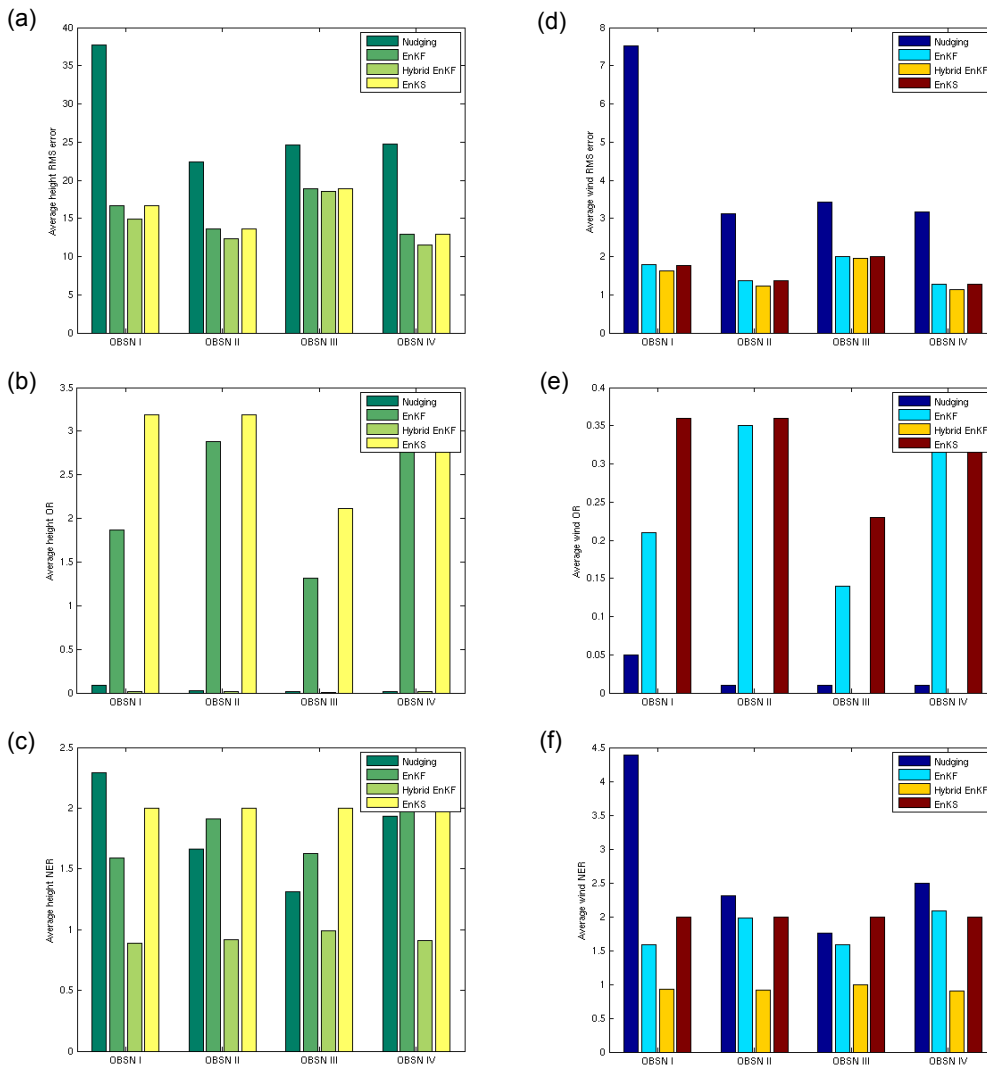 (a)
40
35
30
25
20
15
10
5
0
Average height RMS error
Nudging
EnKF
Hybrid EnKF
EnKS
OBSN I
OBSN II
OBSN III
OBSN IV
(d)
8
7
6
5
4
3
2
1
0
Average wind RMS error
Nudging
EnKF
Hybrid EnKF
EnKS
OBSN I
OBSN II
OBSN III
OBSN IV
(b)
3.5
3
2.5
2
1.5
1
0.5
0
Average height OR
Nudging
EnKF
Hybrid EnKF
EnKS
OBSN I
OBSN II
OBSN III
OBSN IV
(e)
0.4
0.35
0.3
0.25
0.2
0.15
0.1
0.05
0
Average wind OR
Nudging
EnKF
Hybrid EnKF
EnKS
OBSN I
OBSN II
OBSN III
OBSN IV
(c)
2.5
2
1.5
1
0.5
0
Average height NER
Nudging
EnKF
Hybrid EnKF
EnKS
OBSN I
OBSN II
OBSN III
OBSN IV
(f)
4.5
4
3.5
3
2.5
2
1.5
1
0.5
0
Average wind NER
Nudging
EnKF
Hybrid EnKF
EnKS
OBSN I
OBSN II
OBSN III
OBSN IV